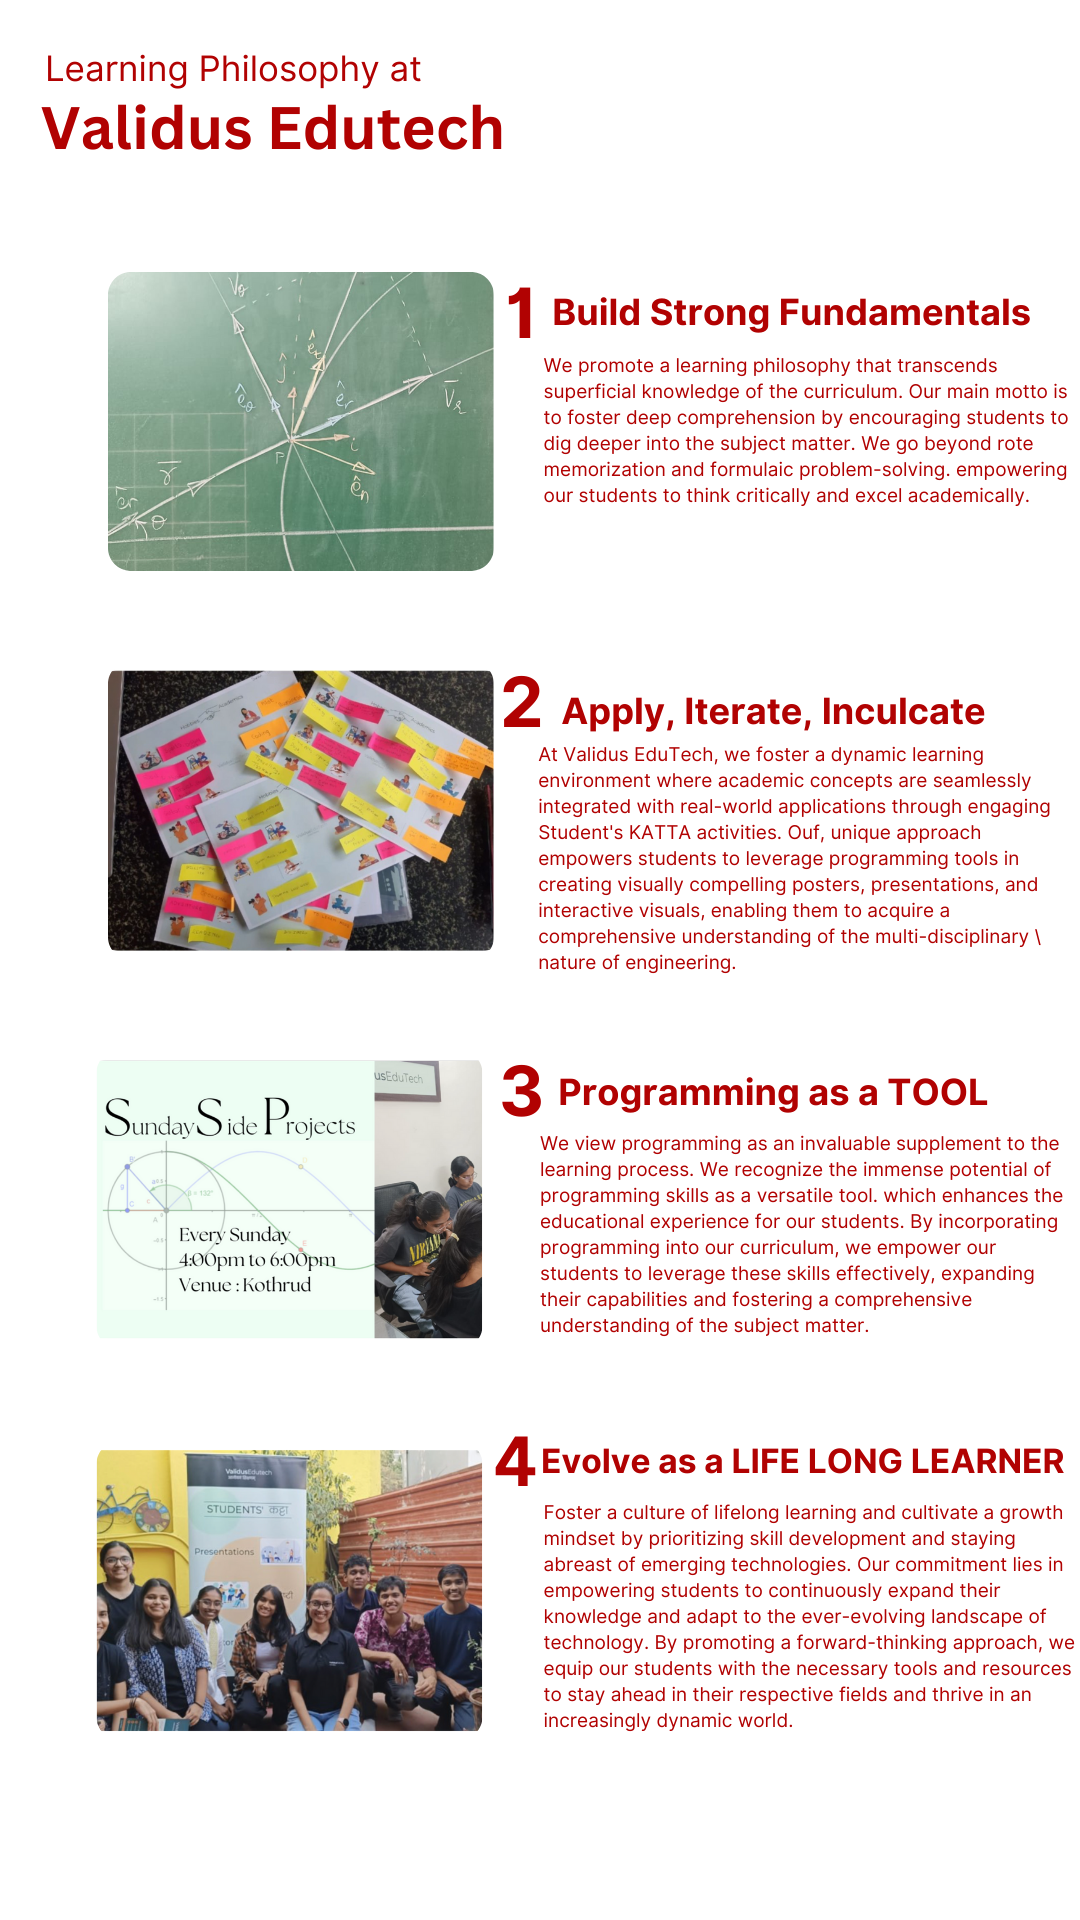 Learning Philosophy at
Validus Edutech
1 Build Strong Fundamentals
We promote a learning philosophy that transcends
superficial knowledge of the curriculum. Our main motto is
to foster deep comprehension by encouraging students to
dig deeper into the subject matter. We go beyond rote
memorization and formulaic problem-solving. empowering
our students to think critically and excel academically.
2 Apply, Iterate, Inculcate
At Validus EduTech, we foster a dynamic learning
environment where academic concepts are seamlessly
integrated with real-world applications through engaging
Student's KATTA activities. Ouf, unique approach
empowers students to leverage programming tools in
creating visually compelling posters, presentations, and
interactive visuals, enabling them to acquire a
comprehensive understanding of the multi-disciplinary \
nature of engineering.
Sunday Side Projects
Every Sunday
4:00pm to 6:00pm
Venue : Kothrud
usEduTech
NIRVANA
3 Programming as a TOOL
We view programming as an invaluable supplement to the
learning process. We recognize the immense potential of
programming skills as a versatile tool. which enhances the
educational experience for our students. By incorporating
programming into our curriculum, we empower our
students to leverage these skills effectively, expanding
their capabilities and fostering a comprehensive
understanding of the subject matter.
ValidusEdutech
STUDENTS' कट्टा
Presentations
4 Evolve as a LIFE LONG LEARNER
Foster a culture of lifelong learning and cultivate a growth
mindset by prioritizing skill development and staying
abreast of emerging technologies. Our commitment lies in
empowering students to continuously expand their
knowledge and adapt to the ever-evolving landscape of
technology. By promoting a forward-thinking approach, we
equip our students with the necessary tools and resources
to stay ahead in their respective fields and thrive in an
increasingly dynamic world.